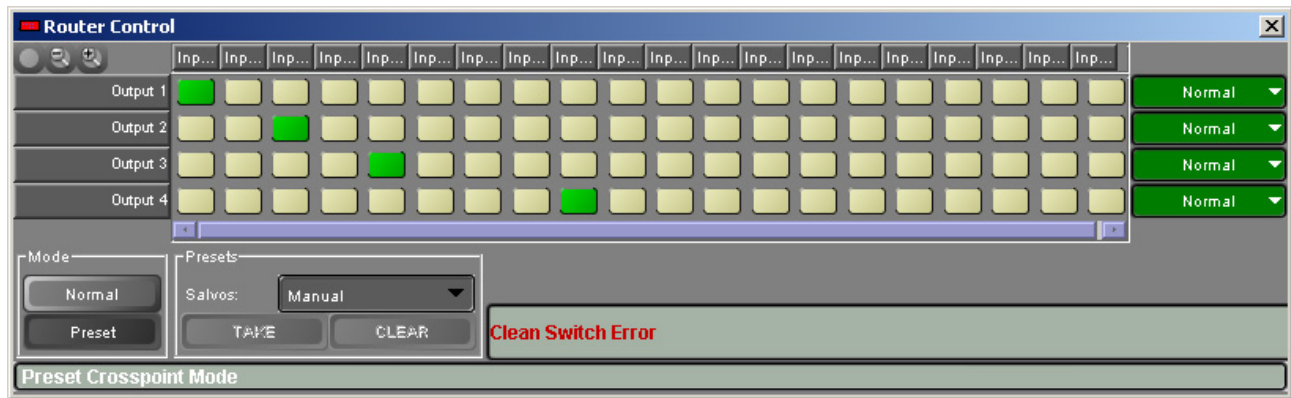 Router Control
Inp... Inp... Inp... Inp... Inp... Inp... Inp... Inp... Inp... Inp... Inp... Inp... Inp... Inp... Inp... Inp... Inp... Inp... Inp... Inp...
Output 1 Normal
Output 2 Normal
Output 3 Normal
Output 4 Normal
Mode Presets
Normal Salvos: Manual
Preset TAKE CLEAR Clean Switch Error
Preset Crosspoint Mode